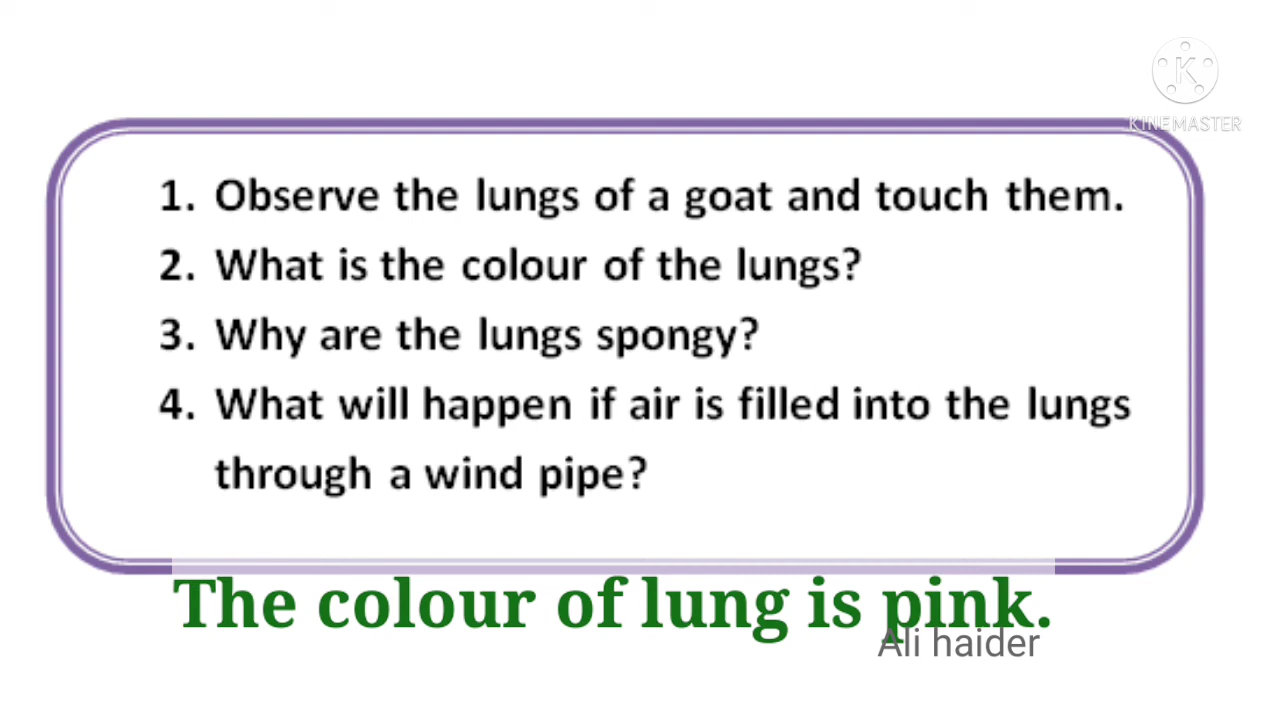 KINEMASTER
1. Observe the lungs of a goat and touch them.
2. What is the colour of the lungs?
3. Why are the lungs spongy?
4. What will happen if air is filled into the lungs
through a wind pipe?
The colour of lung is pink.
Ali haider